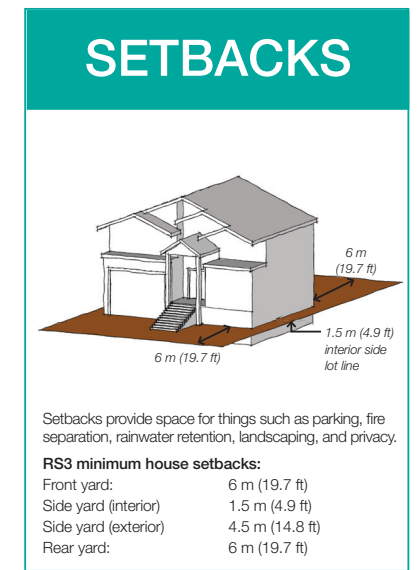 SETBACKS
6 m
(19.7 ft)
1.5 m (4.9 ft)
interior side
lot line
6 m (19.7 ft)
Setbacks provide space for things such as parking, fire
separation, rainwater retention, landscaping, and privacy.
RS3 minimum house setbacks:
Front yard: 6 m (19.7 ft)
Side yard (interior) 1.5 m (4.9 ft)
Side yard (exterior) 4.5 m (14.8 ft)
Rear yard: 6 m (19.7 ft)